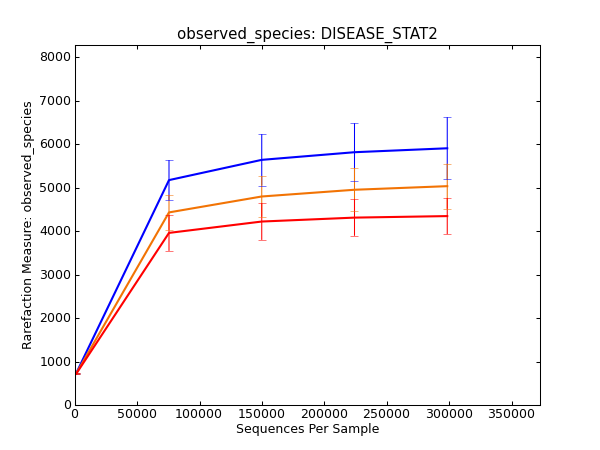 observed_species: DISEASE_STAT2
Rarefaction Measure: observed_species
8000
7000
6000
5000
4000
3000
2000
1000
0
0 50000 100000 150000 200000 250000 300000 350000
Sequences Per Sample